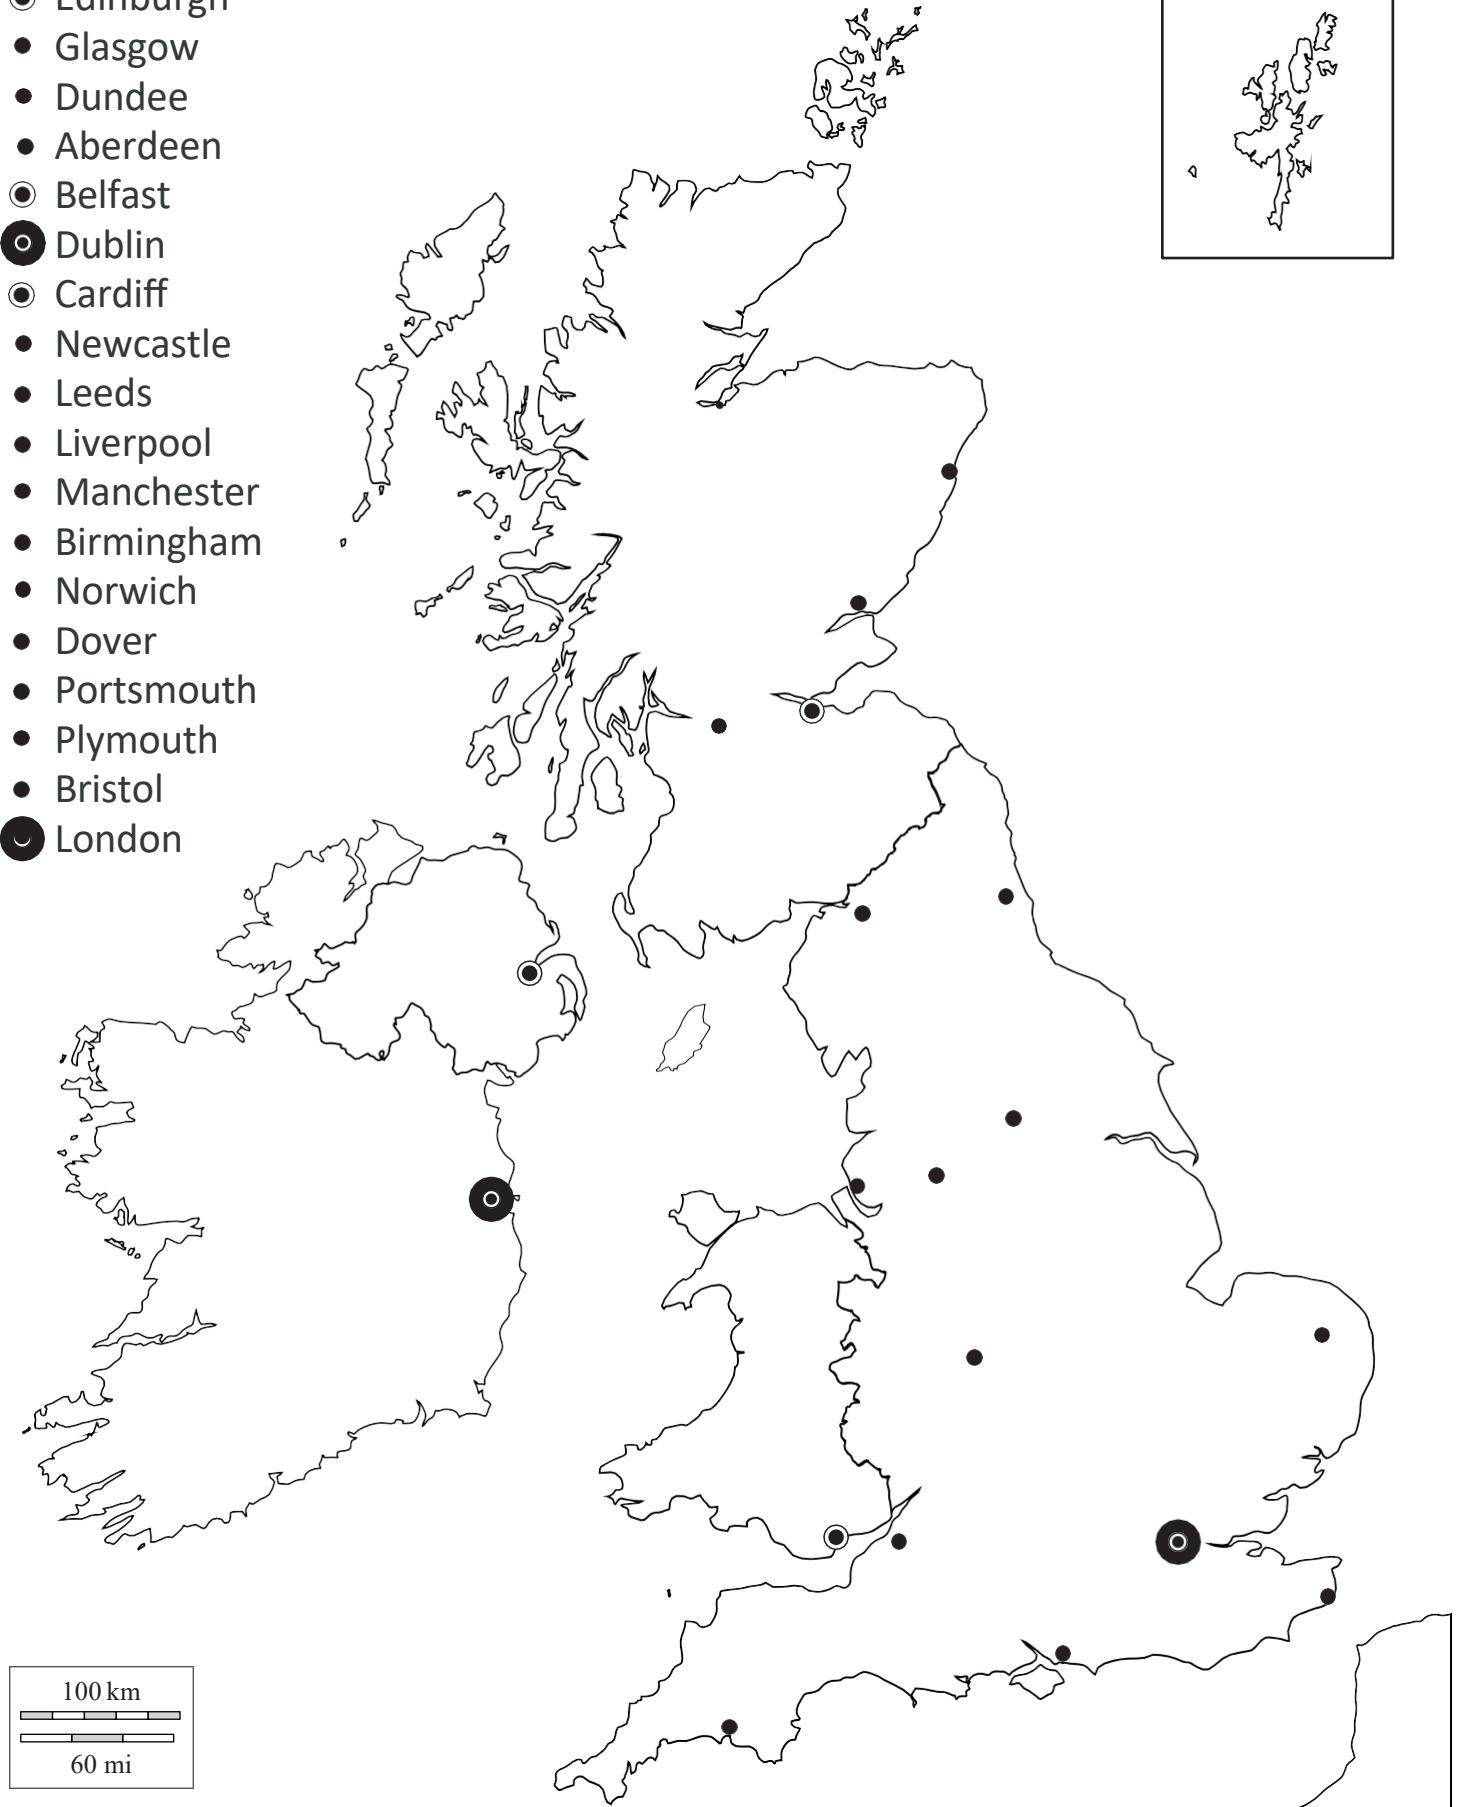 Edinburgh
Glasgow
Dundee
Aberdeen
Belfast
Dublin
Cardiff
Newcastle
Leeds
Liverpool
Manchester
Birmingham
Norwich
Dover
Portsmouth
Plymouth
Bristol
London
100 km
60 mi